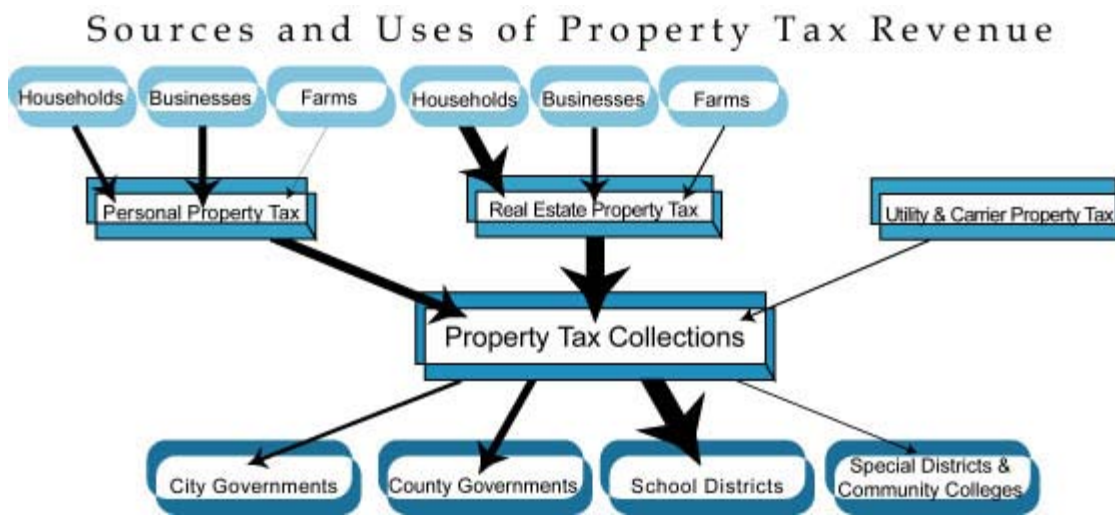 Sources and Uses of Property Tax Revenue
Households
Businesses
Farms
Households
Businesses
Farms
Personal Property Tax
Real Estate Property Tax
Utility & Carrier Property Tax
Property Tax Collections
City Governments
County Governments
School Districts
Special Districts &
Community Colleges